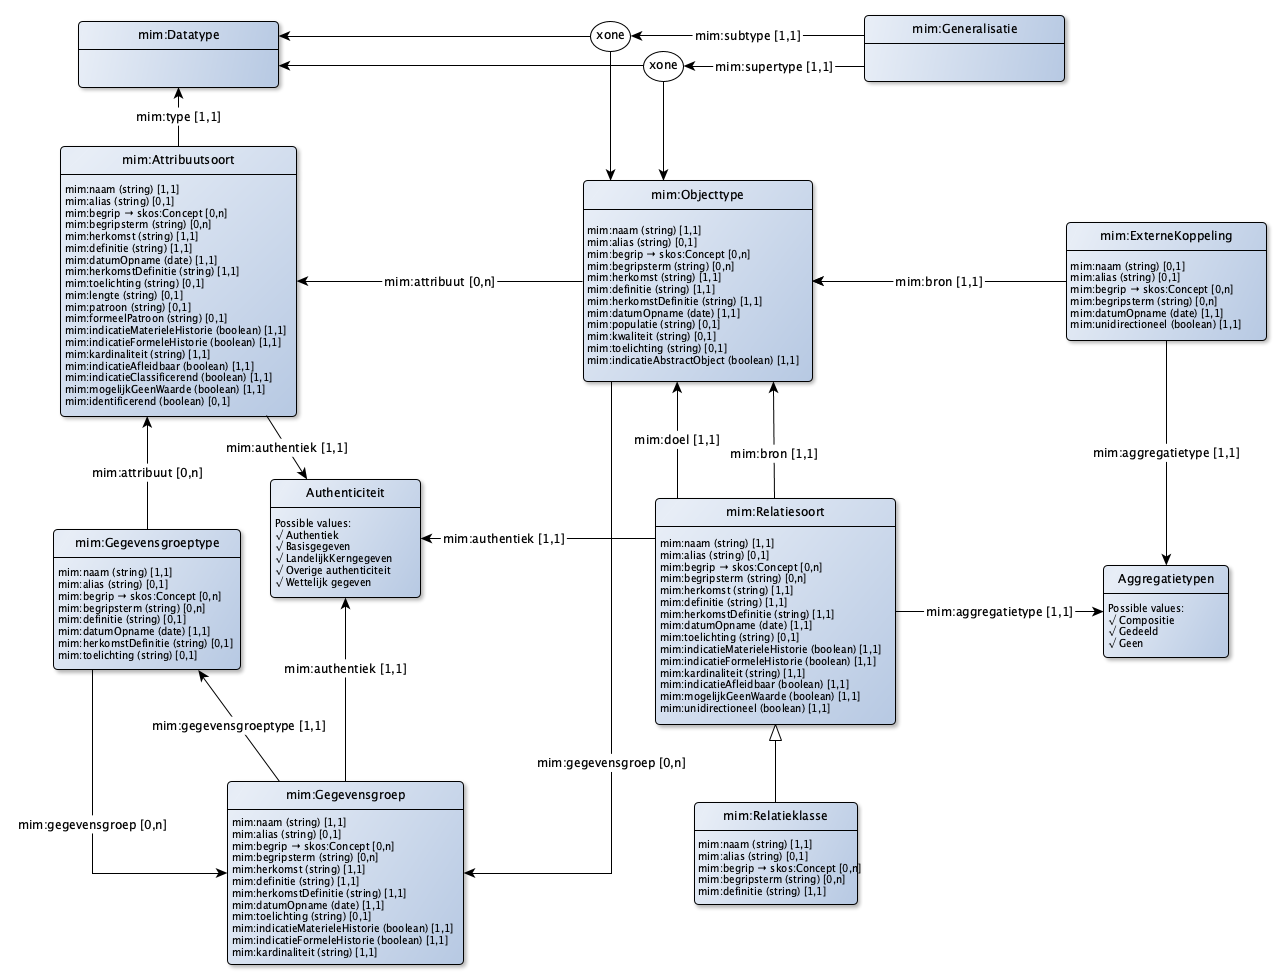 mim:Datatype
xone
mim:subtype [1,1]
mim:Generalisatie
xone
mim:supertype [1,1]
mim:type [1,1]
mim:Attribuutsoort
mim:naam (string) [1,1]
mim:alias (string) [0,1]
mim:begrip → skos:Concept [0,n]
mim:begripsterm (string) [0,n]
mim:herkomst (string) [1,1]
mim:definitie (string) [1,1]
mim:datumOpname (date) [1,1]
mim:herkomstDefinitie (string) [1,1]
mim:toelichting (string) [0,1]
mim:lengte (string) [0,1]
mim:patroon (string) [0,1]
mim:formeelPatroon (string) [0,1]
mim:indicatieMaterieleHistorie (boolean) [1,1]
mim:indicatieFormeleHistorie (boolean) [1,1]
mim:kardinaliteit (string) [1,1]
mim:indicatieAfleidbaar (boolean) [1,1]
mim:indicatieClassificerend (boolean) [1,1]
mim:mogelijkGeenWaarde (boolean) [1,1]
mim:identificerend (boolean) [0,1]
mim:attribuut [0,n]
mim:Objecttype
mim:naam (string) [1,1]
mim:alias (string) [0,1]
mim:begrip → skos:Concept [0,n]
mim:begripsterm (string) [0,n]
mim:herkomst (string) [1,1]
mim:definitie (string) [1,1]
mim:herkomstDefinitie (string) [1,1]
mim:datumOpname (date) [1,1]
mim:populatie (string) [0,1]
mim:kwaliteit (string) [0,1]
mim:toelichting (string) [0,1]
mim:indicatieAbstractObject (boolean) [1,1]
mim:bron [1,1]
mim:ExterneKoppeling
mim:naam (string) [0,1]
mim:alias (string) [0,1]
mim:begrip → skos:Concept [0,n]
mim:begripsterm (string) [0,n]
mim:datumOpname (date) [1,1]
mim:unidirectioneel (boolean) [1,1]
mim:authentiek [1,1]
mim:doel [1,1]
mim:bron [1,1]
mim:aggregatietype [1,1]
mim:attribuut [0,n]
Authenticiteit
Possible values:
√ Authentiek
√ Basisgegeven
√ LandelijkKerngegeven
√ Overige authenticiteit
√ Wettelijk gegeven
mim:authentiek [1,1]
mim:Relatiesoort
mim:naam (string) [1,1]
mim:alias (string) [0,1]
mim:begrip → skos:Concept [0,n]
mim:begripsterm (string) [0,n]
mim:herkomst (string) [1,1]
mim:definitie (string) [1,1]
mim:herkomstDefinitie (string) [1,1]
mim:datumOpname (date) [1,1]
mim:toelichting (string) [0,1]
mim:indicatieMaterieleHistorie (boolean) [1,1]
mim:indicatieFormeleHistorie (boolean) [1,1]
mim:kardinaliteit (string) [1,1]
mim:indicatieAfleidbaar (boolean) [1,1]
mim:mogelijkGeenWaarde (boolean) [1,1]
mim:unidirectioneel (boolean) [1,1]
mim:aggregatietype [1,1]
Aggregatietypen
Possible values:
√ Compositie
√ Gedeeld
√ Geen
mim:Gegevensgroeptype
mim:naam (string) [1,1]
mim:alias (string) [0,1]
mim:begrip → skos:Concept [0,n]
mim:begripsterm (string) [0,n]
mim:definitie (string) [0,1]
mim:datumOpname (date) [1,1]
mim:herkomstDefinitie (string) [0,1]
mim:toelichting (string) [0,1]
mim:authentiek [1,1]
mim:gegevensgroeptype [1,1]
mim:gegevensgroep [0,n]
mim:gegevensgroep [0,n]
mim:Gegevensgroep
mim:naam (string) [1,1]
mim:alias (string) [0,1]
mim:begrip → skos:Concept [0,n]
mim:begripsterm (string) [0,n]
mim:herkomst (string) [1,1]
mim:definitie (string) [1,1]
mim:herkomstDefinitie (string) [1,1]
mim:datumOpname (date) [1,1]
mim:toelichting (string) [0,1]
mim:indicatieMaterieleHistorie (boolean) [1,1]
mim:indicatieFormeleHistorie (boolean) [1,1]
mim:kardinaliteit (string) [1,1]
mim:Relatieklasse
mim:naam (string) [1,1]
mim:alias (string) [0,1]
mim:begrip → skos:Concept [0,n]
mim:begripsterm (string) [0,n]
mim:definitie (string) [1,1]